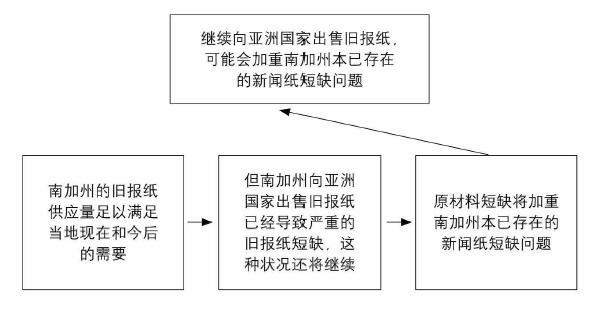 继续向亚洲国家出售旧报纸，
可能会加重南加州本已存在
的新闻纸短缺问题
南加州的旧报纸
供应量足以满足
当地现在和今后
的需要
但南加州向亚洲
国家出售旧报纸
已经导致严重的
旧报纸短缺，这
种状况还将继续
原材料短缺将加重
南加州本已存在的
新闻纸短缺问题